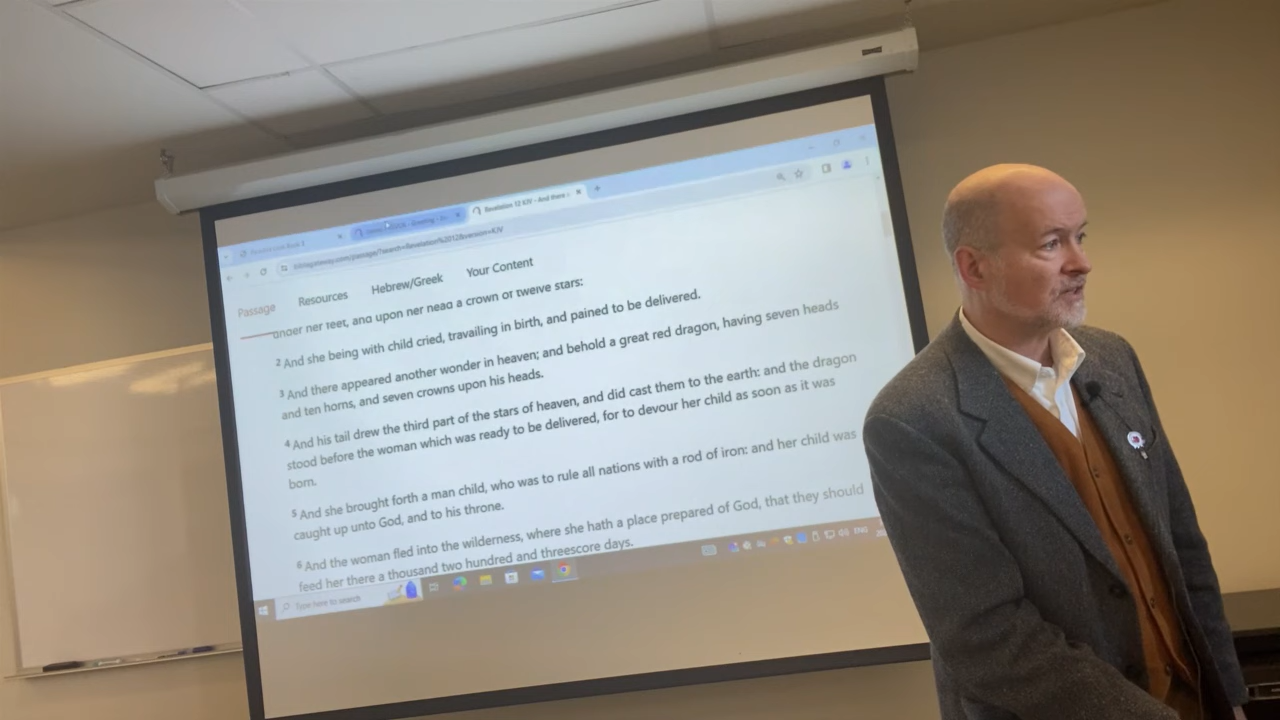 Revelation 12 KJV - And there
biblegateway.com/passage/?search=Revelation%2012&version=KJV
Passage Resources Hebrew/Greek Your Content
under her feet, and upon her head a crown of twelve stars:
2 And she being with child cried, travailing in birth, and pained to be delivered.
3 And there appeared another wonder in heaven; and behold a great red dragon, having seven heads
and ten horns, and seven crowns upon his heads.
4 And his tail drew the third part of the stars of heaven, and did cast them to the earth: and the dragon
stood before the woman which was ready to be delivered, for to devour her child as soon as it was
born.
5 And she brought forth a man child, who was to rule all nations with a rod of iron: and her child was
caught up unto God, and to his throne.
6 And the woman fled into the wilderness, where she hath a place prepared of God, that they should
feed her there a thousand two hundred and threescore days.
Type here to search
ENG